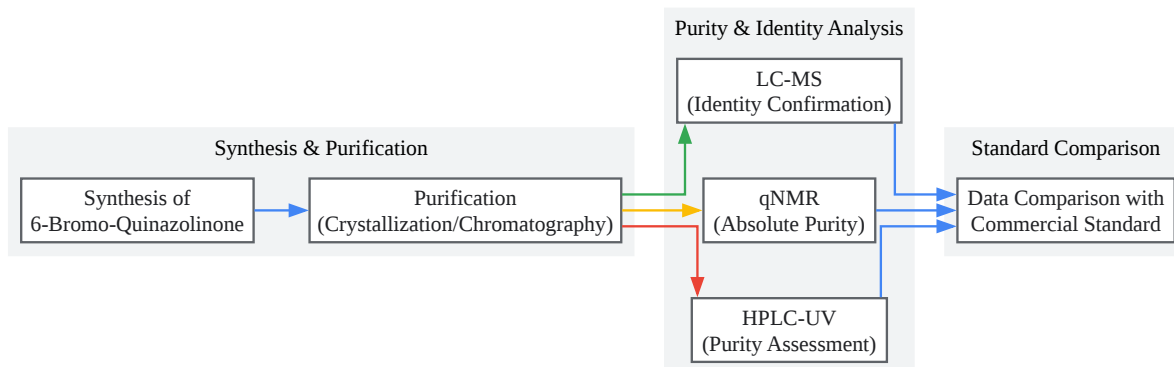 Synthesis & Purification
Synthesis of
6-Bromo-Quinazolinone
Purification
(Crystallization/Chromatography)
Purity & Identity Analysis
LC-MS
(Identity Confirmation)
qNMR
(Absolute Purity)
HPLC-UV
(Purity Assessment)
Standard Comparison
Data Comparison with
Commercial Standard